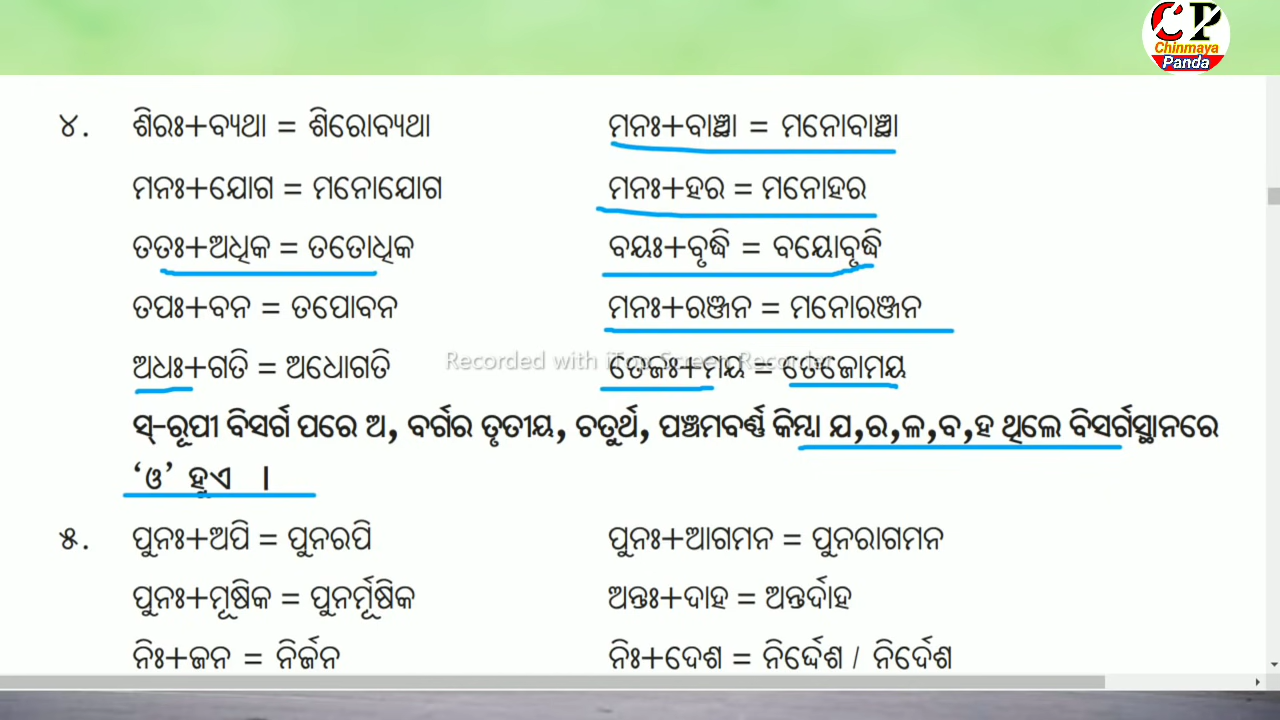 CP
Chinmaya
Panda
୪. ଶିରଃ+ବ୍ୟଥା = ଶିରୋବ୍ୟଥା ମନଃ+ବାଞ୍ଛା = ମନୋବାଞ୍ଛା
ମନଃ+ଯୋଗ = ମନୋଯୋଗ ମନଃ+ହର = ମନୋହର
ତତଃ+ଅଧିକ = ତତୋଧିକ ବୟଃ+ବୃଦ୍ଧି = ବୟୋବୃଦ୍ଧି
ତପଃ+ବନ = ତପୋବନ ମନଃ+ରଞ୍ଜନ = ମନୋରଞ୍ଜନ
ଅଧଃ+ଗତି = ଅଧୋଗତି ତେଜଃ+ମୟ = ତେଜୋମୟ
Recorded with iTop Screen Recorder
ସ୍-ରୂପୀ ବିସର୍ଗ ପରେ ଅ, ବର୍ଗର ତୃତୀୟ, ଚତୁର୍ଥ, ପଞ୍ଚମବର୍ଣ୍ଣ କିମ୍ବା ଯ,ର,ଳ,ବ,ହ ଥିଲେ ବିସର୍ଗସ୍ଥାନରେ
‘ଓ’ ହୁଏ ।
୫. ପୁନଃ+ଅପି = ପୁନରପି ପୁନଃ+ଆଗମନ = ପୁନରାଗମନ
ପୁନଃ+ମୂଷିକ = ପୁନର୍ମୂଷିକ ଅନ୍ତଃ+ଦାହ = ଅନ୍ତର୍ଦାହ
ନିଃ+ଜନ = ନିର୍ଜନ ନିଃ+ଦେଶ = ନିର୍ଦ୍ଦେଶ / ନିର୍ଦେଶ